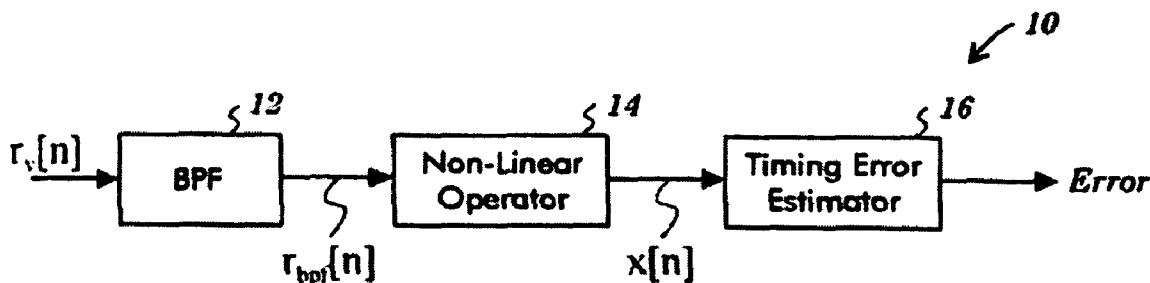 10
12
14
16
r_v[n]
BPF
Non-Linear
Operator
Timing Error
Estimator
Error
r_bpf[n]
x[n]